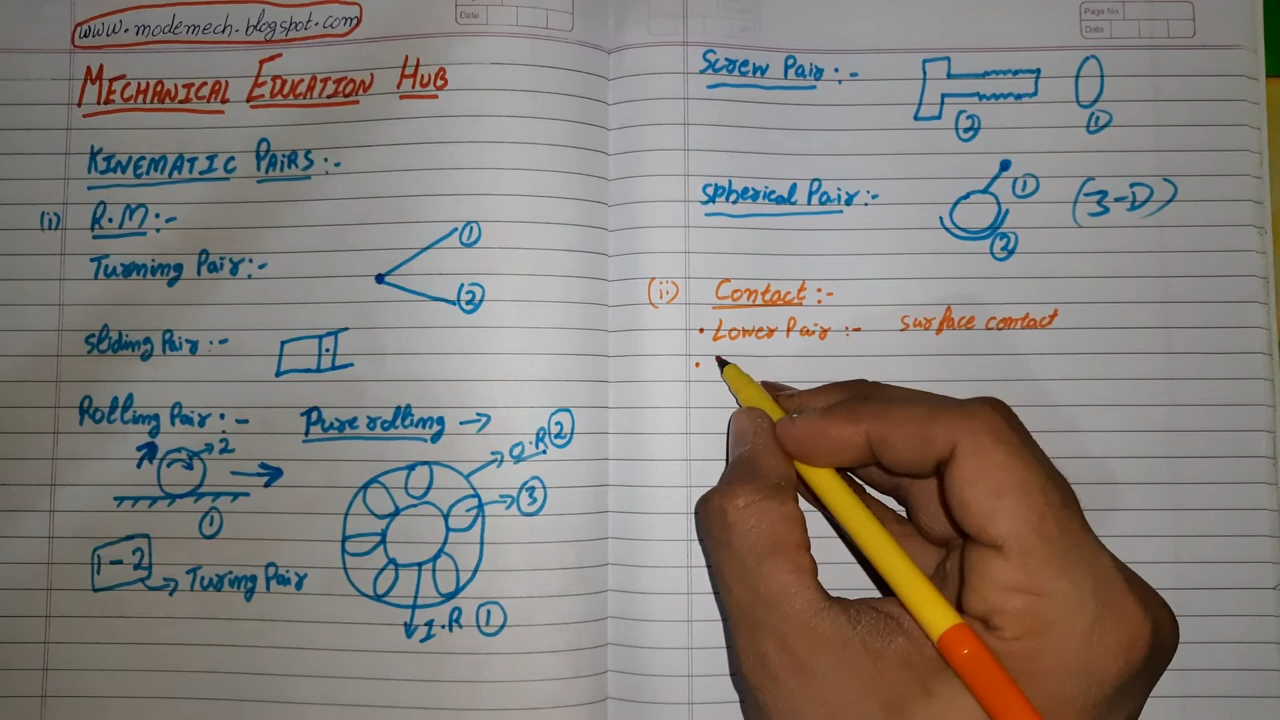 www.modemech.blogspot.com
Date
MECHANICAL EDUCATION HUB
KINEMATIC PAIRS:-
(i) R.M:-
Turning Pair:-
1
2
Sliding Pair:-
Rolling Pair:- Pure rolling →
2
1
1-2
→ Turing Pair
O.R 2
3
I.R 1
Page No.
Date
Screw Pair:-
2
1
Spherical Pair:-
1
(3-D)
2
(ii) Contact:-
• Lower Pair:- surface contact
•